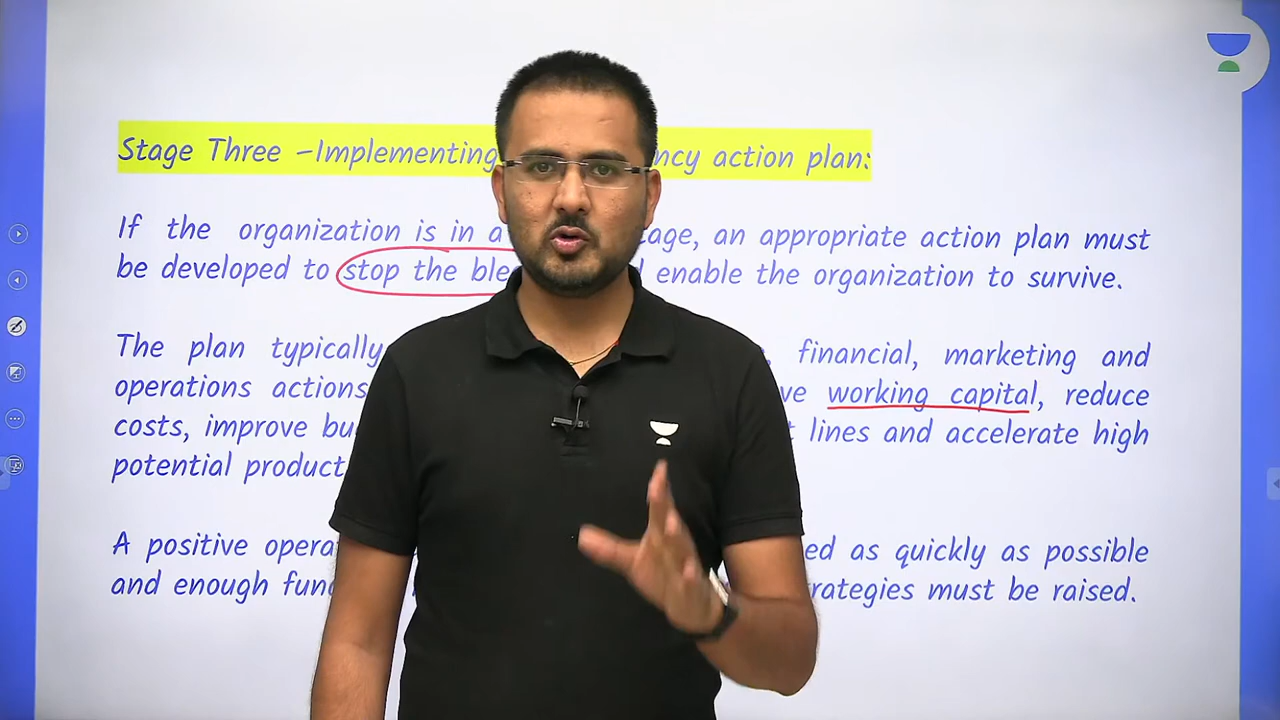 Stage Three –Implementing ncy action plan:
If the organization is in a tage, an appropriate action plan must
be developed to stop the ble enable the organization to survive.
The plan typically financial, marketing and
operations actions ve working capital, reduce
costs, improve bu t lines and accelerate high
potential product
A positive opera ed as quickly as possible
and enough fun rategies must be raised.